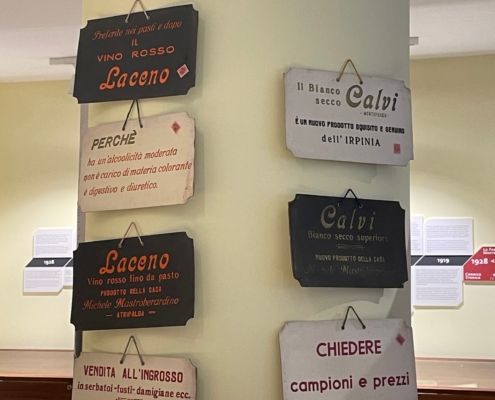 Preferite nei pasti e dopo
IL
VINO ROSSO
Laceno
PERCHÈ
ha un'alcoolicità moderata
non è carico di materia colorante
è digestivo e diuretico.
Laceno
Vino rosso fino da pasto
PRODOTTO DELLA CASA
Michele Mastroberardino
ATRIPALDA
VENDITA ALL'INGROSSO
in serbatoi-fusti-damigiane ecc.
Il Bianco
secco Calvi
È UN NUOVO PRODOTTO SQUISITO E GENUINO
dell'IRPINIA
Calvi
Bianco secco superiore
NUOVO PRODOTTO DELLA CASA
Michele Mastroberardino
CHIEDERE
campioni e prezzi
1928
1919
1928